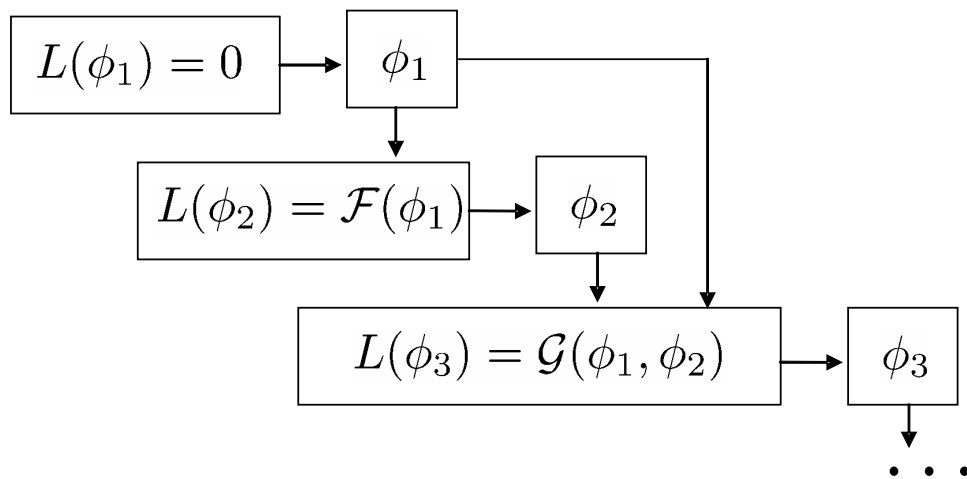 L(ϕ₁) = 0
ϕ₁
L(ϕ₂) = ℱ(ϕ₁)
ϕ₂
L(ϕ₃) = 𝒢(ϕ₁, ϕ₂)
ϕ₃
. . .